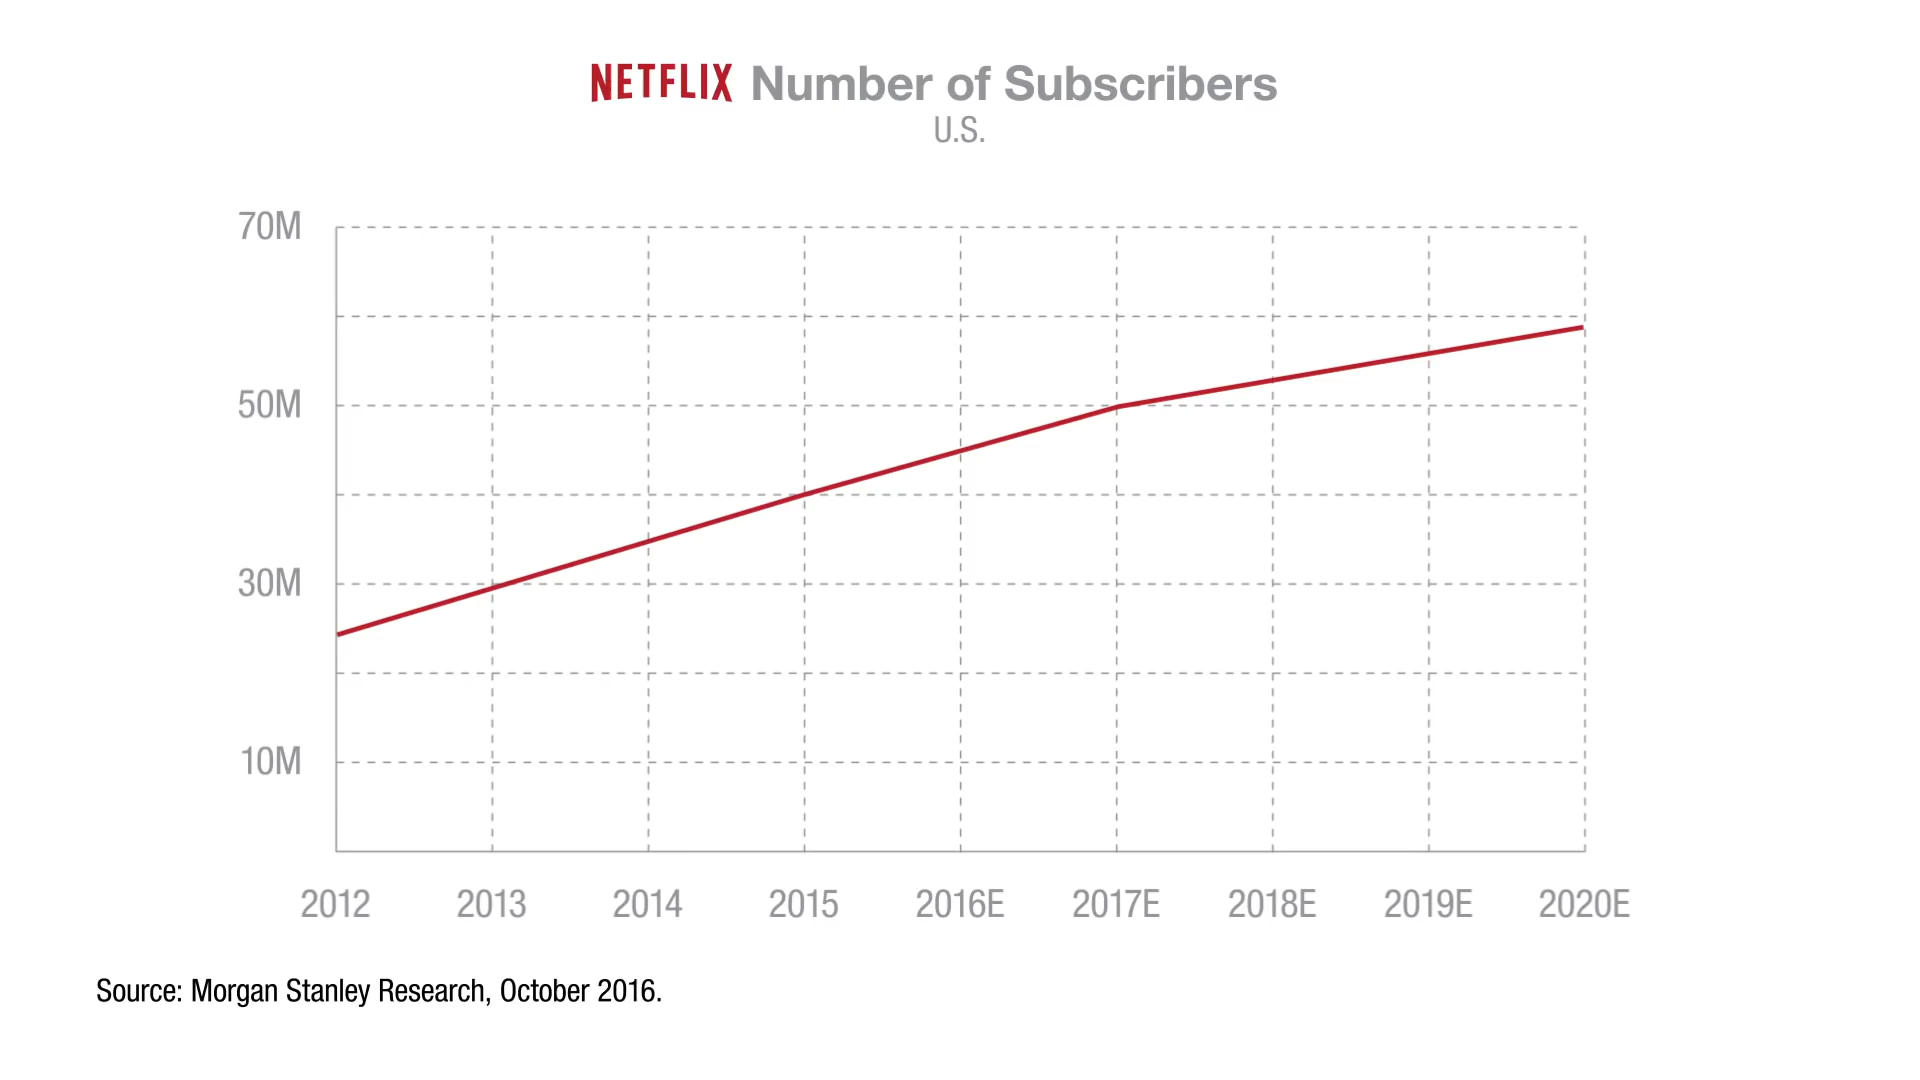 NETFLIX Number of Subscribers
U.S.
70M
50M
30M
10M
2012 2013 2014 2015 2016E 2017E 2018E 2019E 2020E
Source: Morgan Stanley Research, October 2016.